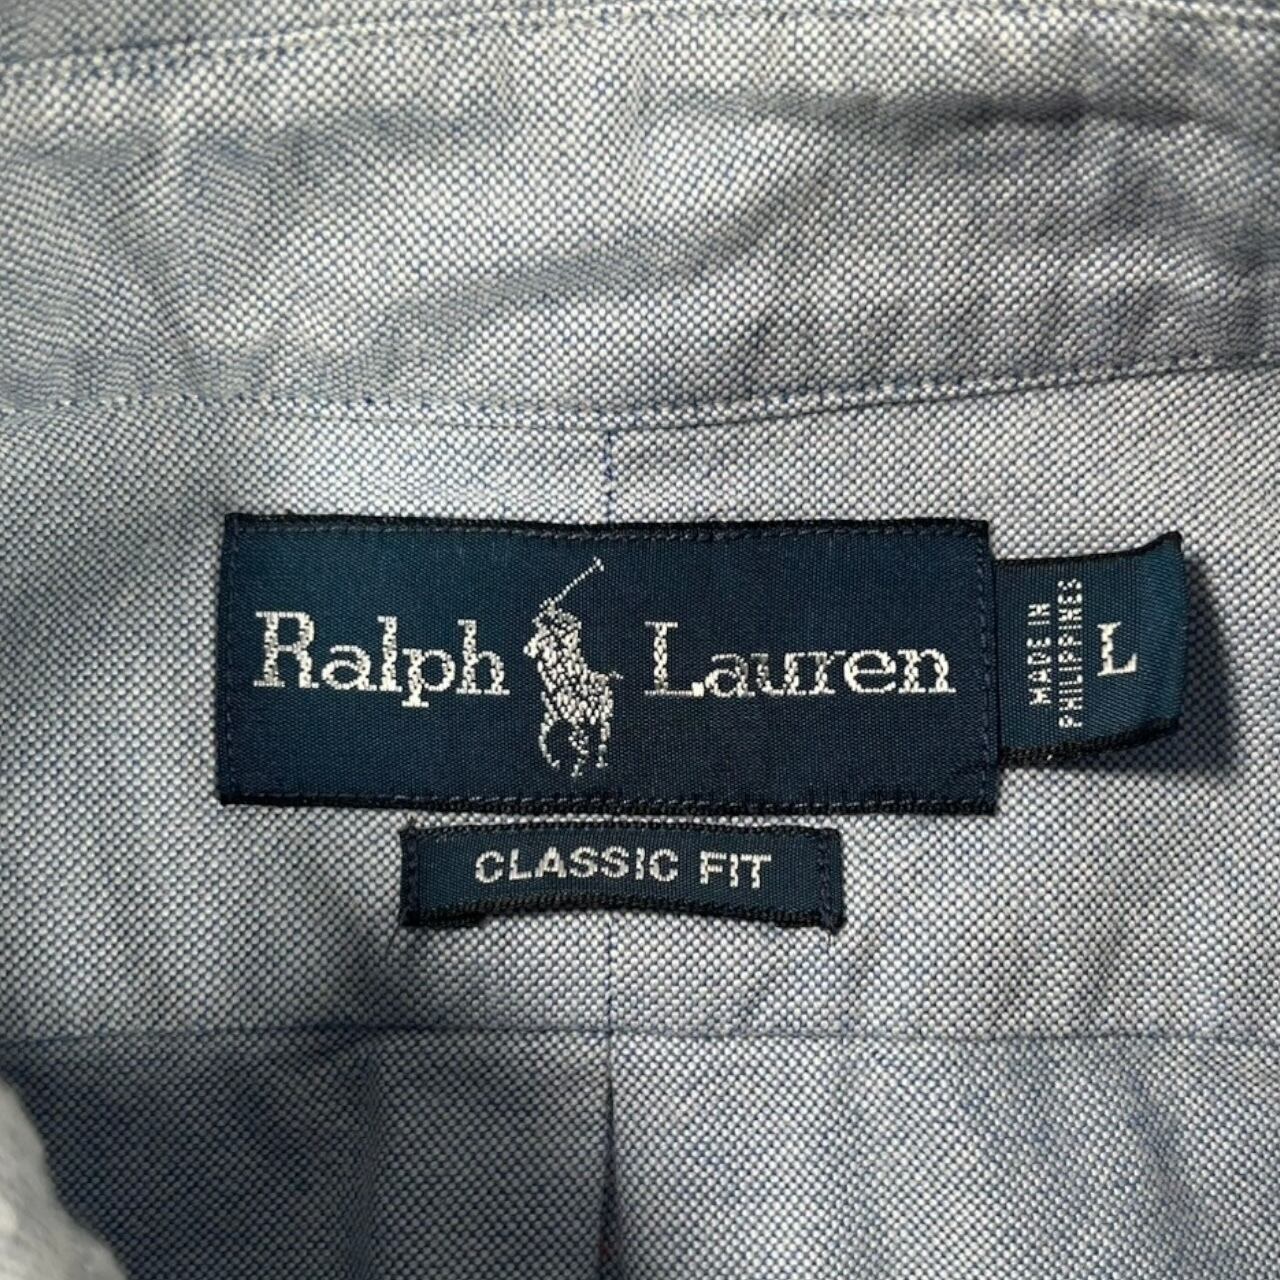 Ralph Lauren
MADE IN
PHILIPPINES
L
CLASSIC FIT